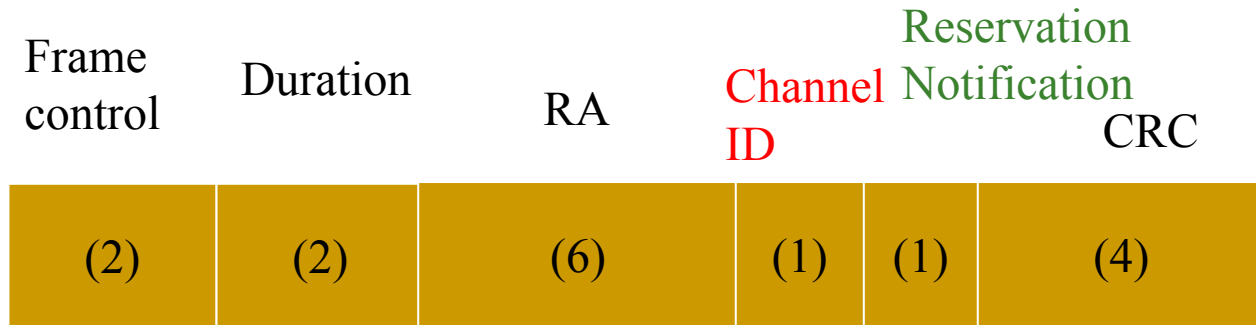 Frame
control
Duration
RA
Channel
ID
Reservation
Notification
CRC
(2)
(2)
(6)
(1)
(1)
(4)